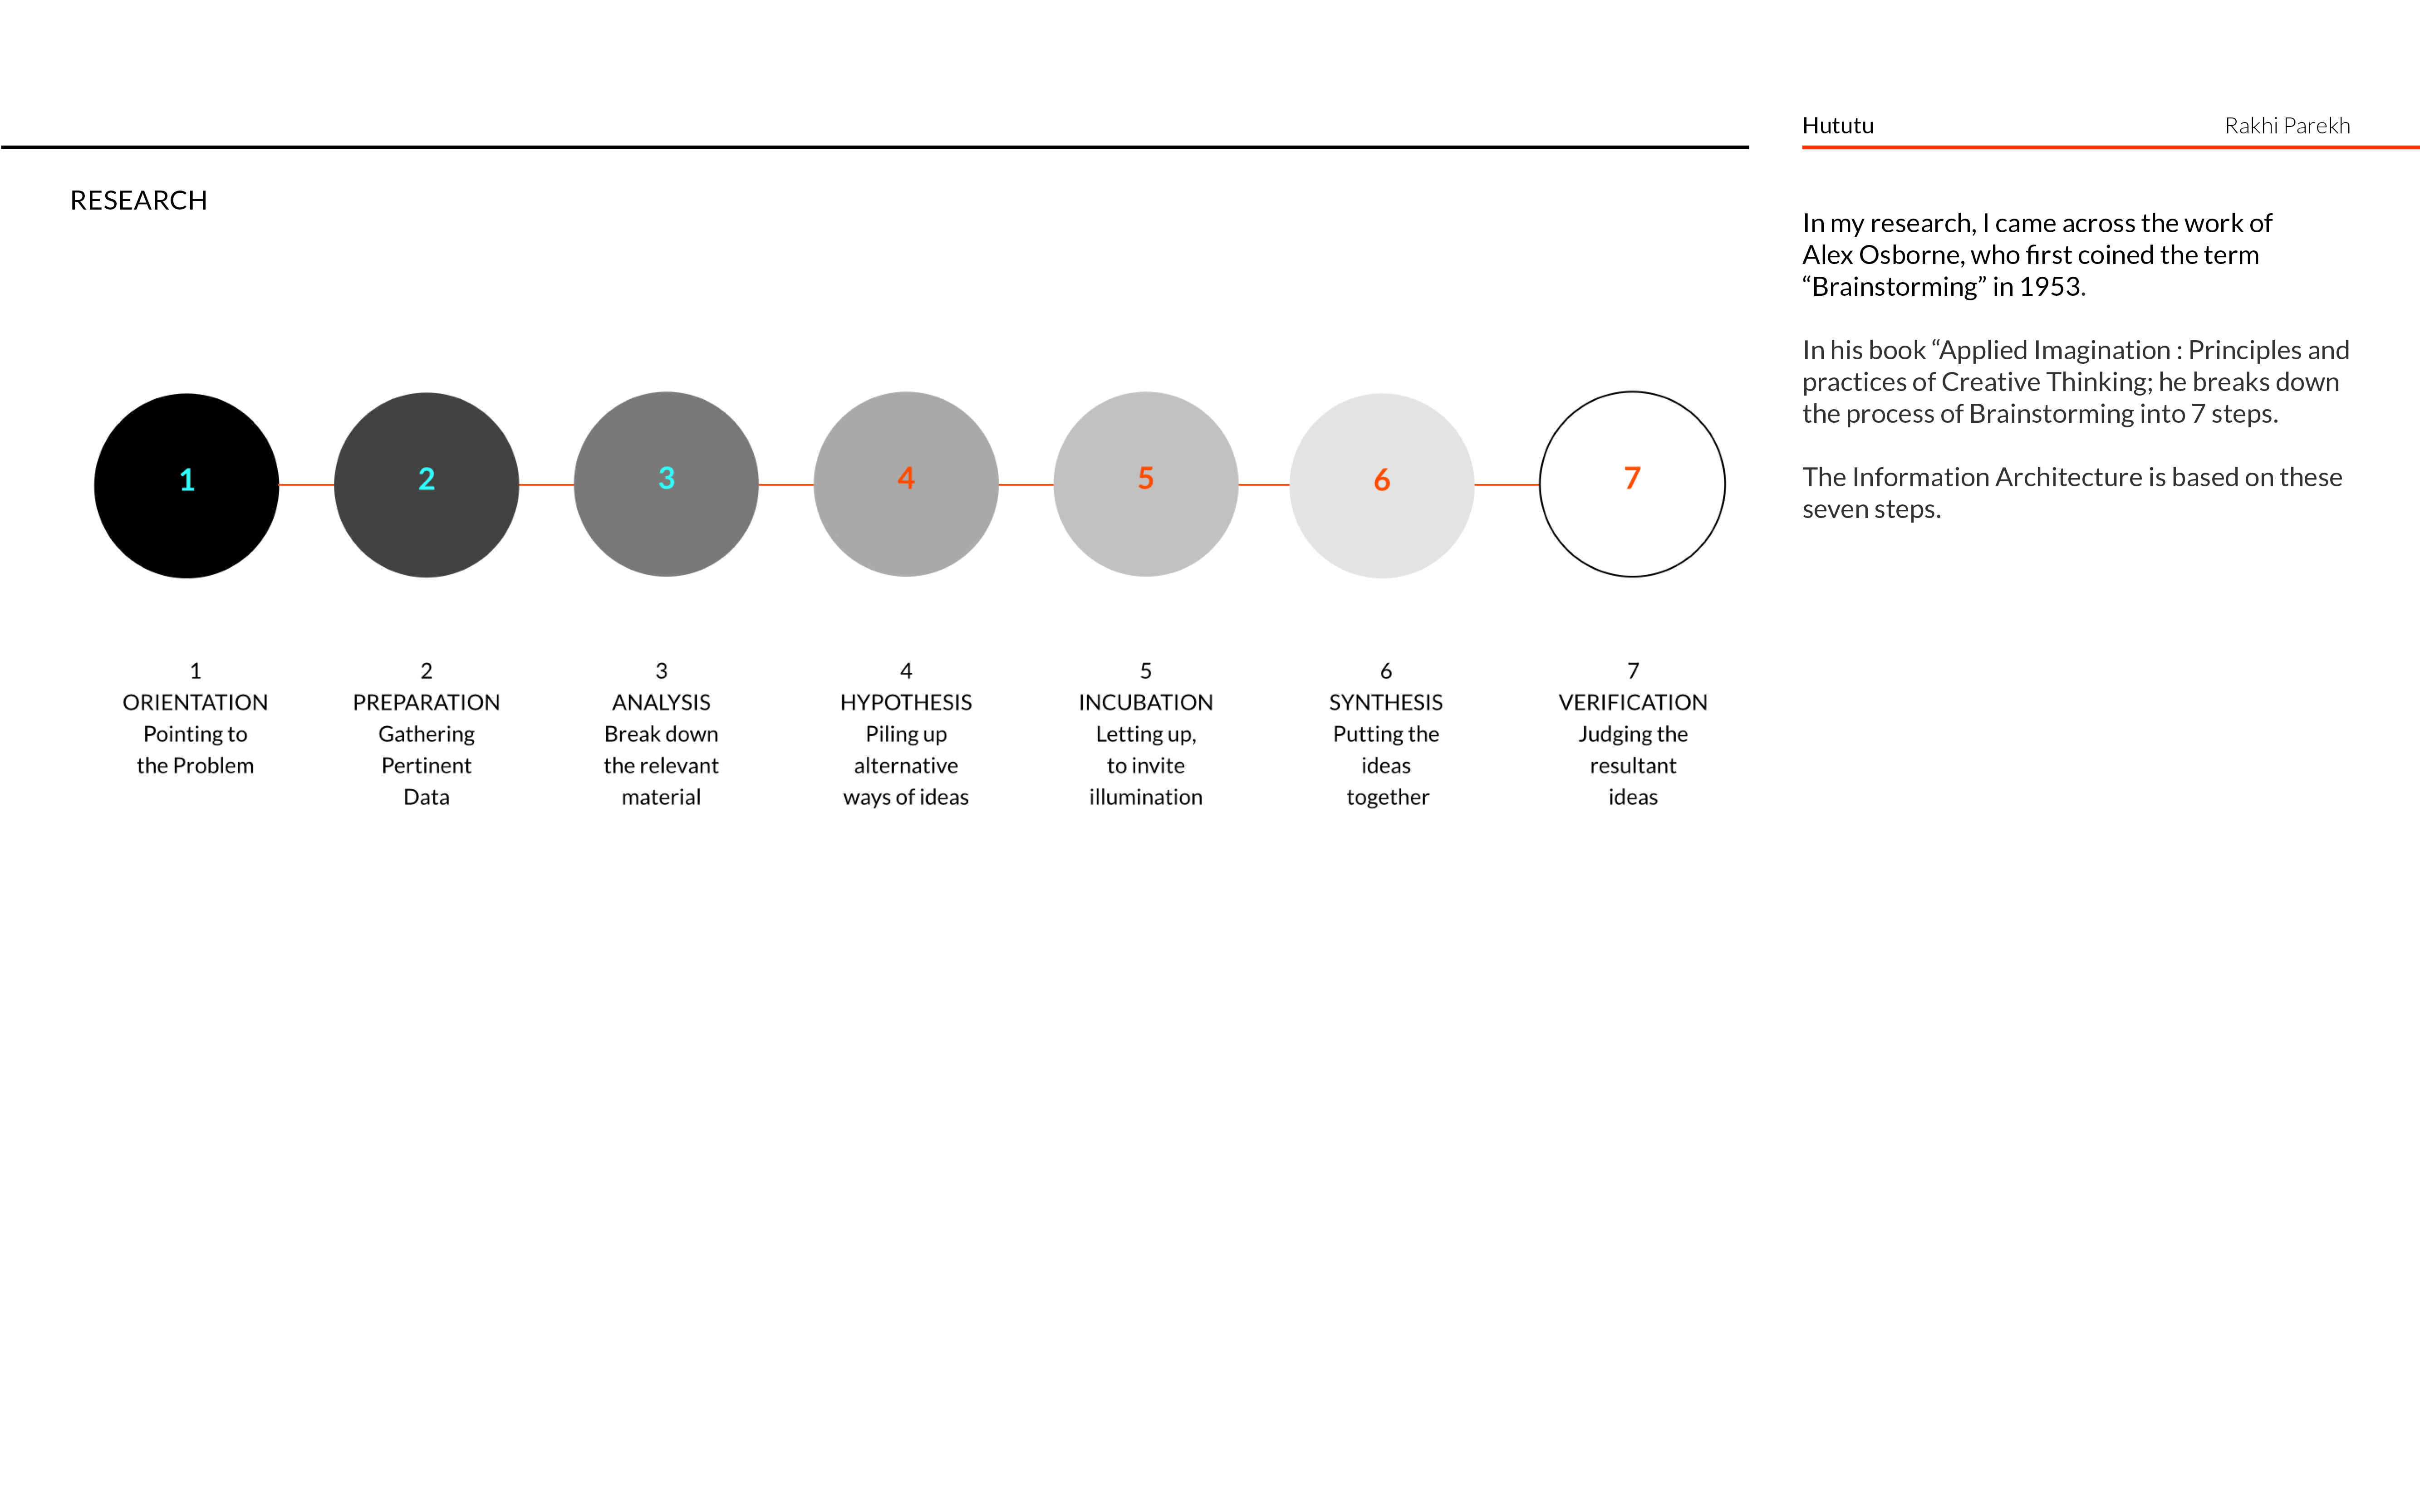 Hututu
Rakhi Parekh
RESEARCH
In my research, I came across the work of
Alex Osborne, who first coined the term
“Brainstorming” in 1953.
In his book “Applied Imagination : Principles and
practices of Creative Thinking; he breaks down
the process of Brainstorming into 7 steps.
The Information Architecture is based on these
seven steps.
1
2
3
4
5
6
7
1
ORIENTATION
Pointing to
the Problem
2
PREPARATION
Gathering
Pertinent
Data
3
ANALYSIS
Break down
the relevant
material
4
HYPOTHESIS
Piling up
alternative
ways of ideas
5
INCUBATION
Letting up,
to invite
illumination
6
SYNTHESIS
Putting the
ideas
together
7
VERIFICATION
Judging the
resultant
ideas